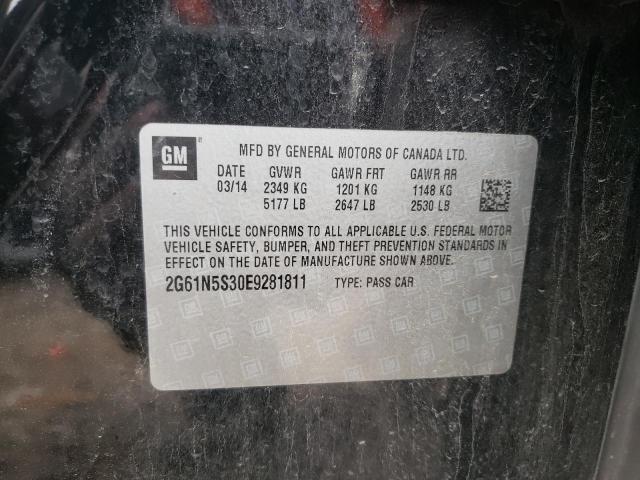 GM
MFD BY GENERAL MOTORS OF CANADA LTD.
DATE GVWR GAWR FRT GAWR RR
03/14 2349 KG 1201 KG 1148 KG
5177 LB 2647 LB 2530 LB
THIS VEHICLE CONFORMS TO ALL APPLICABLE U.S. FEDERAL MOTOR
VEHICLE SAFETY, BUMPER, AND THEFT PREVENTION STANDARDS IN
EFFECT ON THE DATE OF MANUFACTURE SHOWN ABOVE.
2G61N5S30E9281811 TYPE: PASS CAR